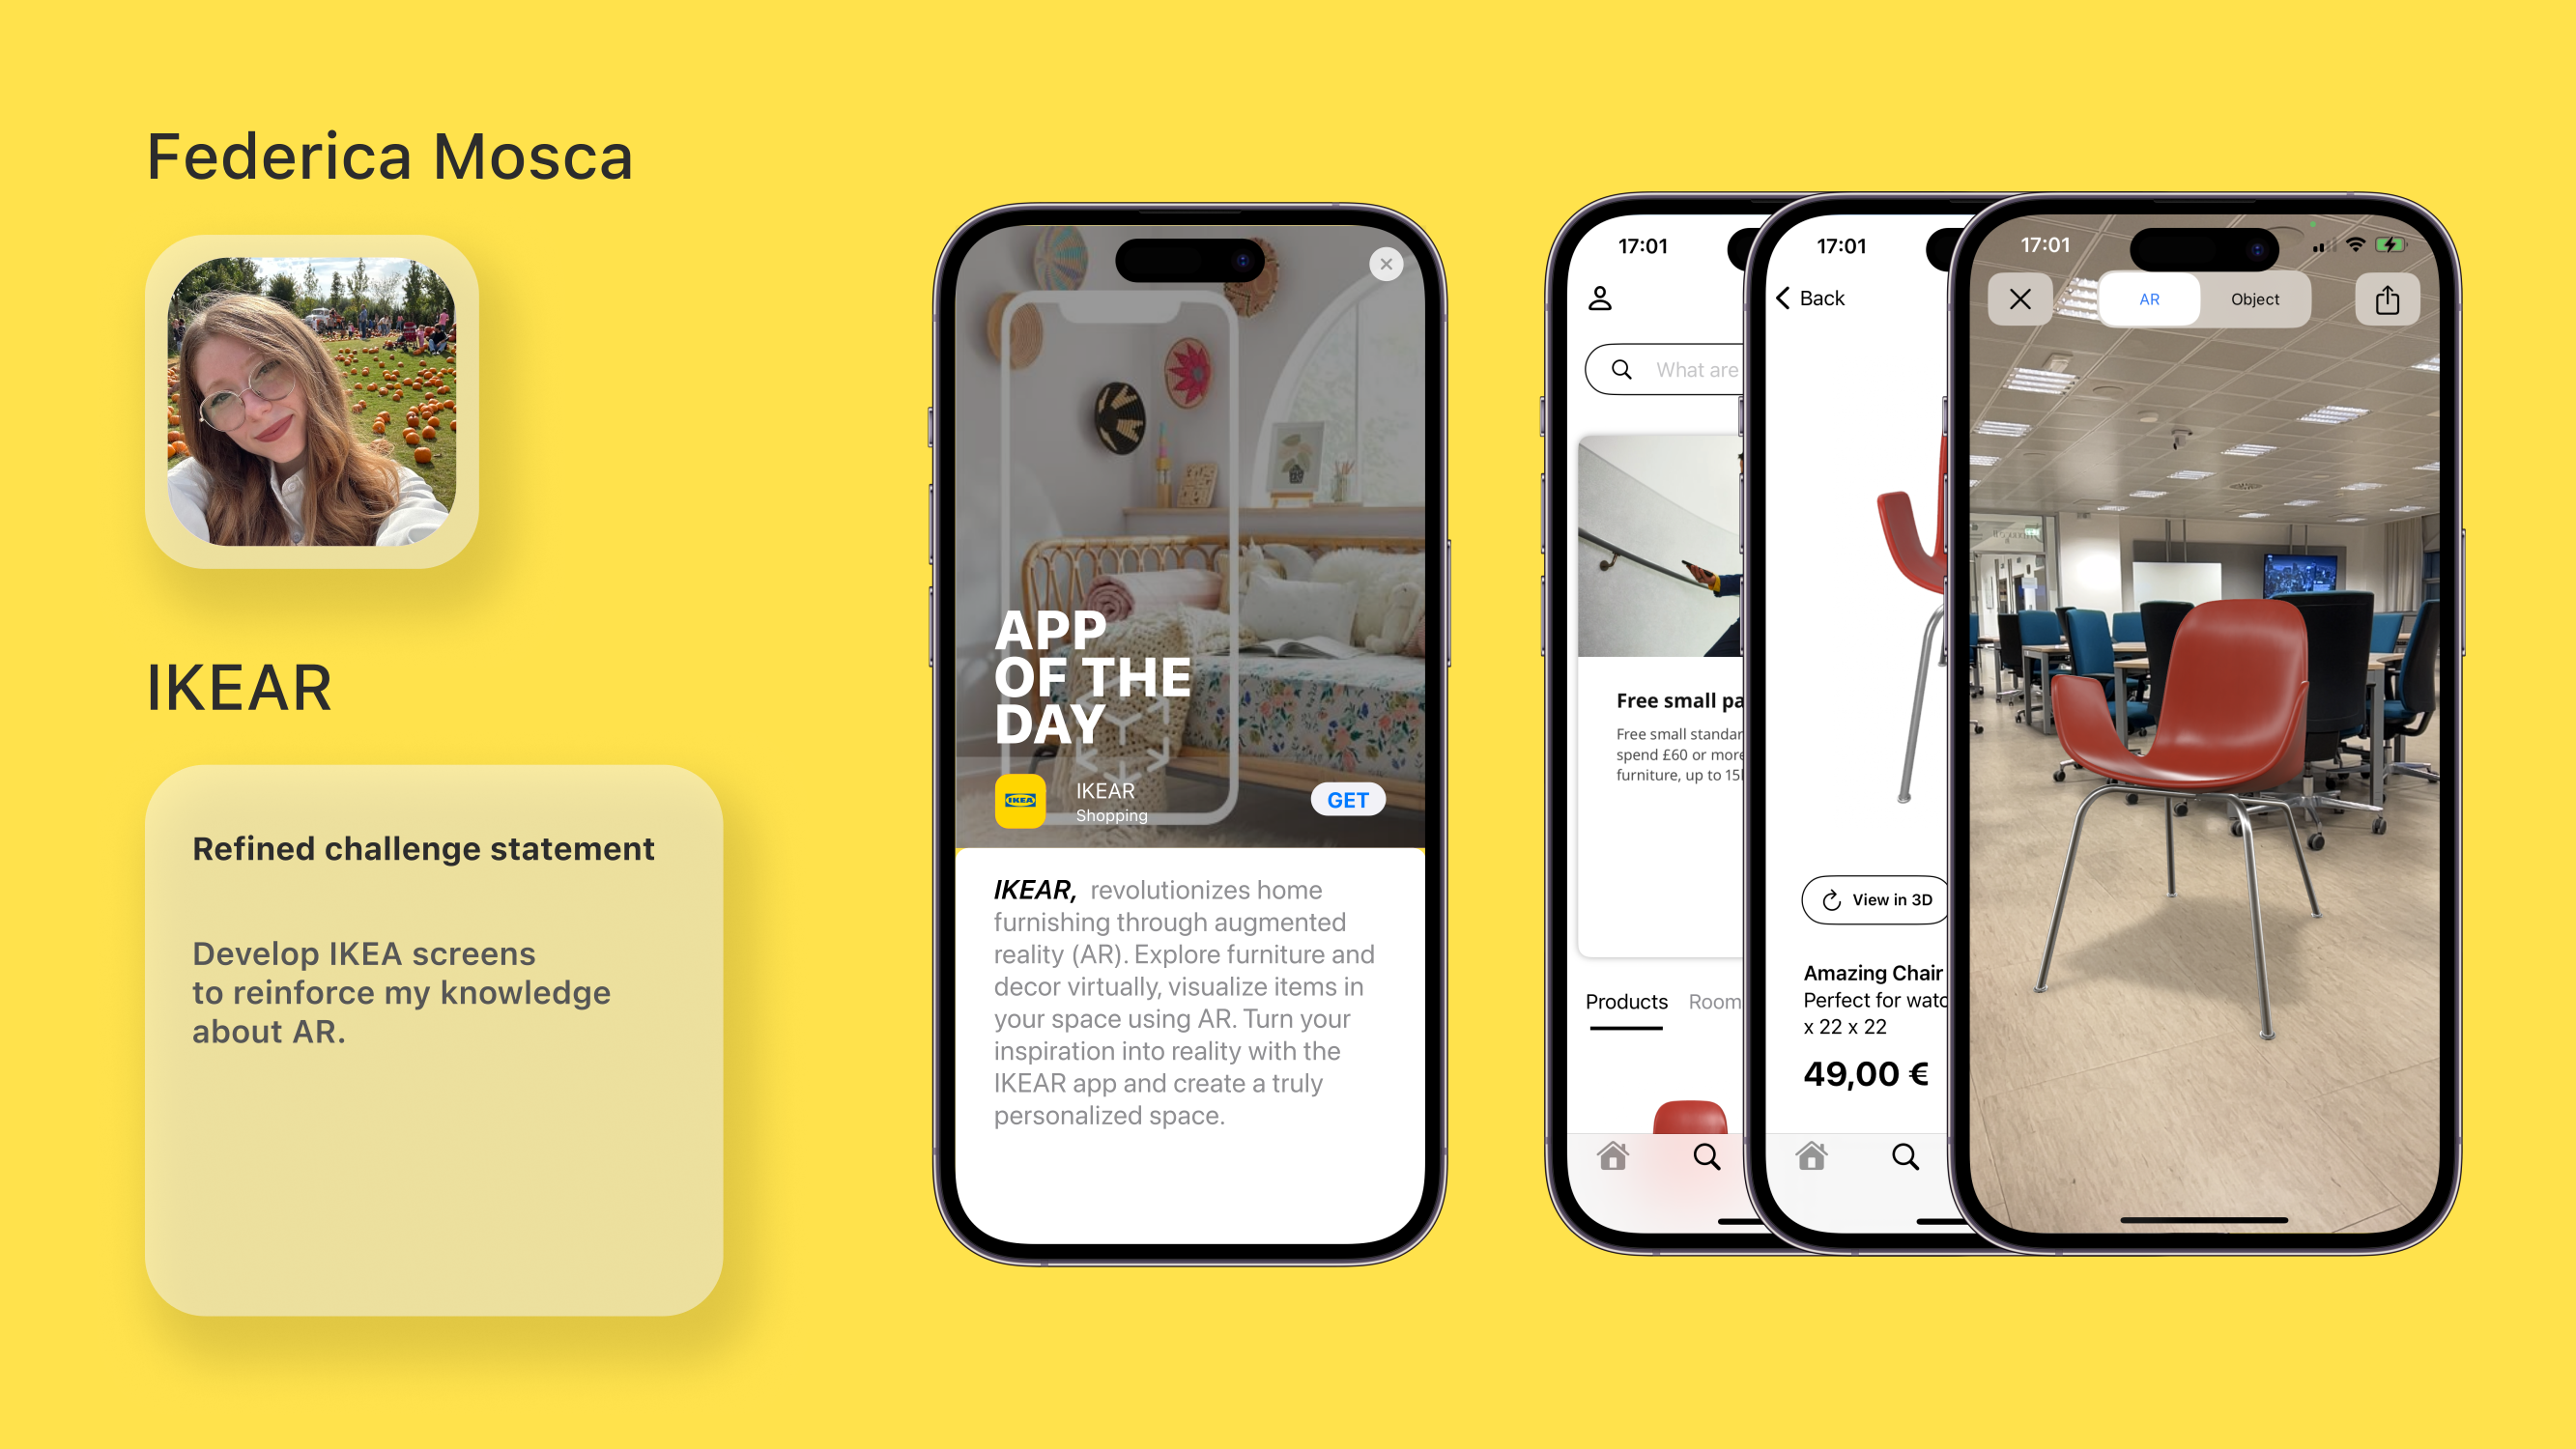 Federica Mosca
IKEAR
Refined challenge statement
Develop IKEA screens
to reinforce my knowledge
about AR.
APP
OF THE
DAY
IKEA
IKEAR
Shopping
GET
IKEAR, revolutionizes home
furnishing through augmented
reality (AR). Explore furniture and
decor virtually, visualize items in
your space using AR. Turn your
inspiration into reality with the
IKEAR app and create a truly
personalized space.
17:01
What are
Free small pa
Free small standar
spend £60 or more
furniture, up to 15
Products Room
17:01
Back
View in 3D
Amazing Chair
Perfect for watc
x 22 x 22
49,00 €
17:01
AR Object